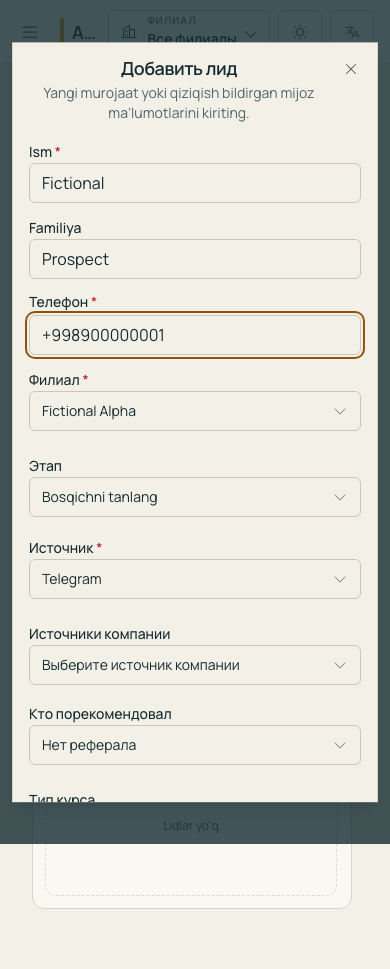 ФИЛИАЛ
А...
Все филиалы
Добавить лид
Yangi murojaat yoki qiziqish bildirgan mijoz
ma'lumotlarini kiriting.
Ism *
Fictional
Familiya
Prospect
Телефон *
+998900000001
Филиал *
Fictional Alpha
Этап
Bosqichni tanlang
Источник *
Telegram
Источники компании
Выберите источник компании
Кто порекомендовал
Нет реферала
Тип курса
Lidlar yo'q